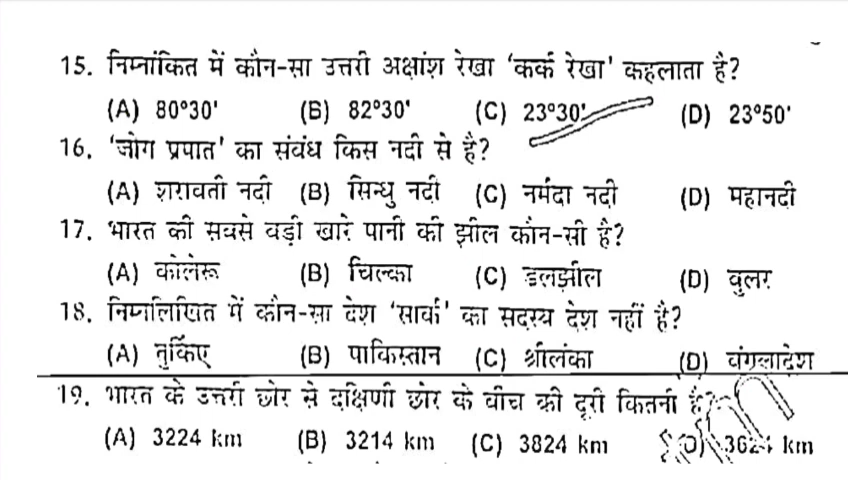 15. निम्नांकित में कौन-सा उत्तरी अक्षांश रेखा 'कर्क रेखा' कहलाता है?
(A) 80°30' (B) 82°30' (C) 23°30' (D) 23°50'
16. 'जोग प्रपात' का संबंध किस नदी से है?
(A) शरावती नदी (B) सिन्धु नदी (C) नर्मदा नदी (D) महानदी
17. भारत की सबसे बड़ी खारे पानी की झील कौन-सी है?
(A) कोलेरू (B) चिल्का (C) डलझील (D) वुलर
18. निम्नलिखित में कौन-सा देश 'सार्क' का सदस्य देश नहीं है?
(A) तुर्किए (B) पाकिस्तान (C) श्रीलंका (D) बंगलादेश
19. भारत के उत्तरी छोर से दक्षिणी छोर के बीच की दूरी कितनी है?
(A) 3224 km (B) 3214 km (C) 3824 km (D) 3624 km